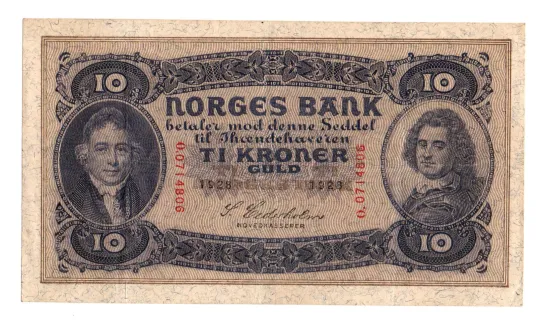 10 10
NORGES BANK
betaler mod denne Seddel
til Ihændehaveren
TI KRONER
GULD
1928 1928
O.0714806
O.0714806
S. Cederholm
HOVEDKASSERER
10 10